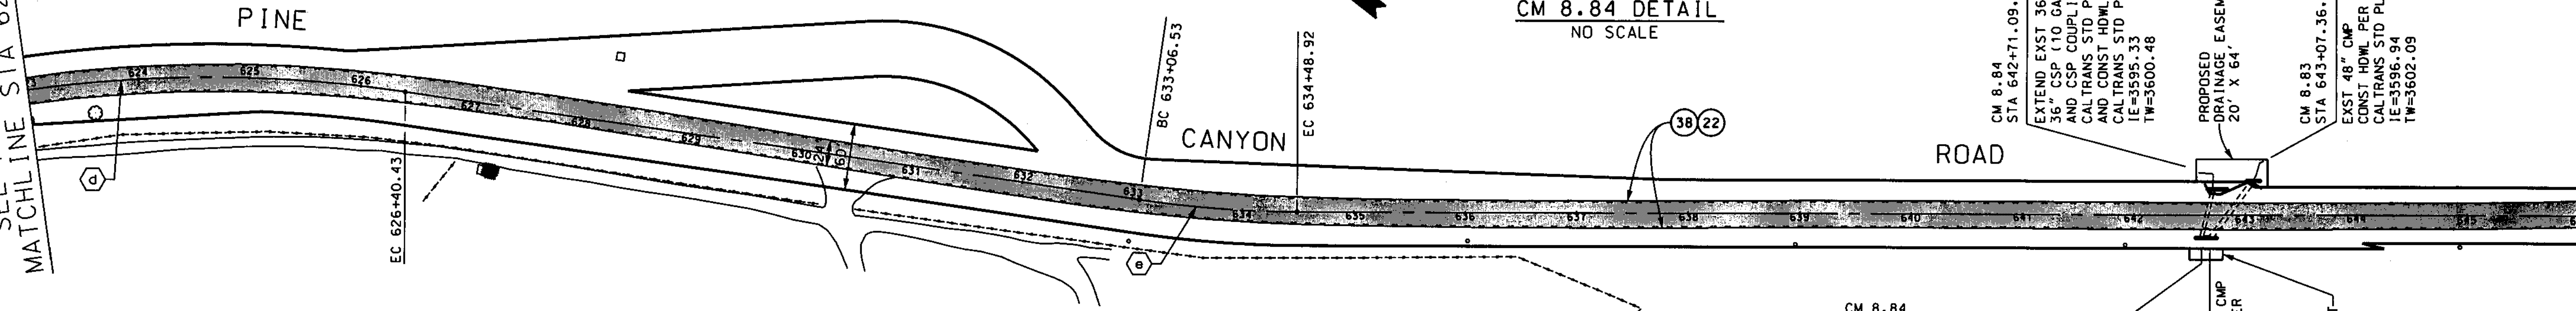 PINE
CM 8.84 DETAIL
NO SCALE
MATCHLINE STA 62
BC 633+06.53
EC 634+48.92
CANYON
38 22
ROAD
CM 8.84
STA 642+71.09.
EXTEND EXST 36
36" CSP (10 GA
AND CSP COUPLI
CALTRANS STD P
AND CONST HDWL
CALTRANS STD P
IE=3595.33
TW=3600.48
PROPOSED
DRAINAGE EASEM
20' X 64'
CM 8.83
STA 643+07.36.
EXST 48" CMP
CONST HDWL PER
CALTRANS STD PL
IE=3596.94
TW=3602.09
3 624 625 626 627 628 629 630 631 632 633 634 635 636 637 638 639 640 641 642 643 644 645
24
60
d
EC 626+40.43
e
CM 8.84
CMP
ER